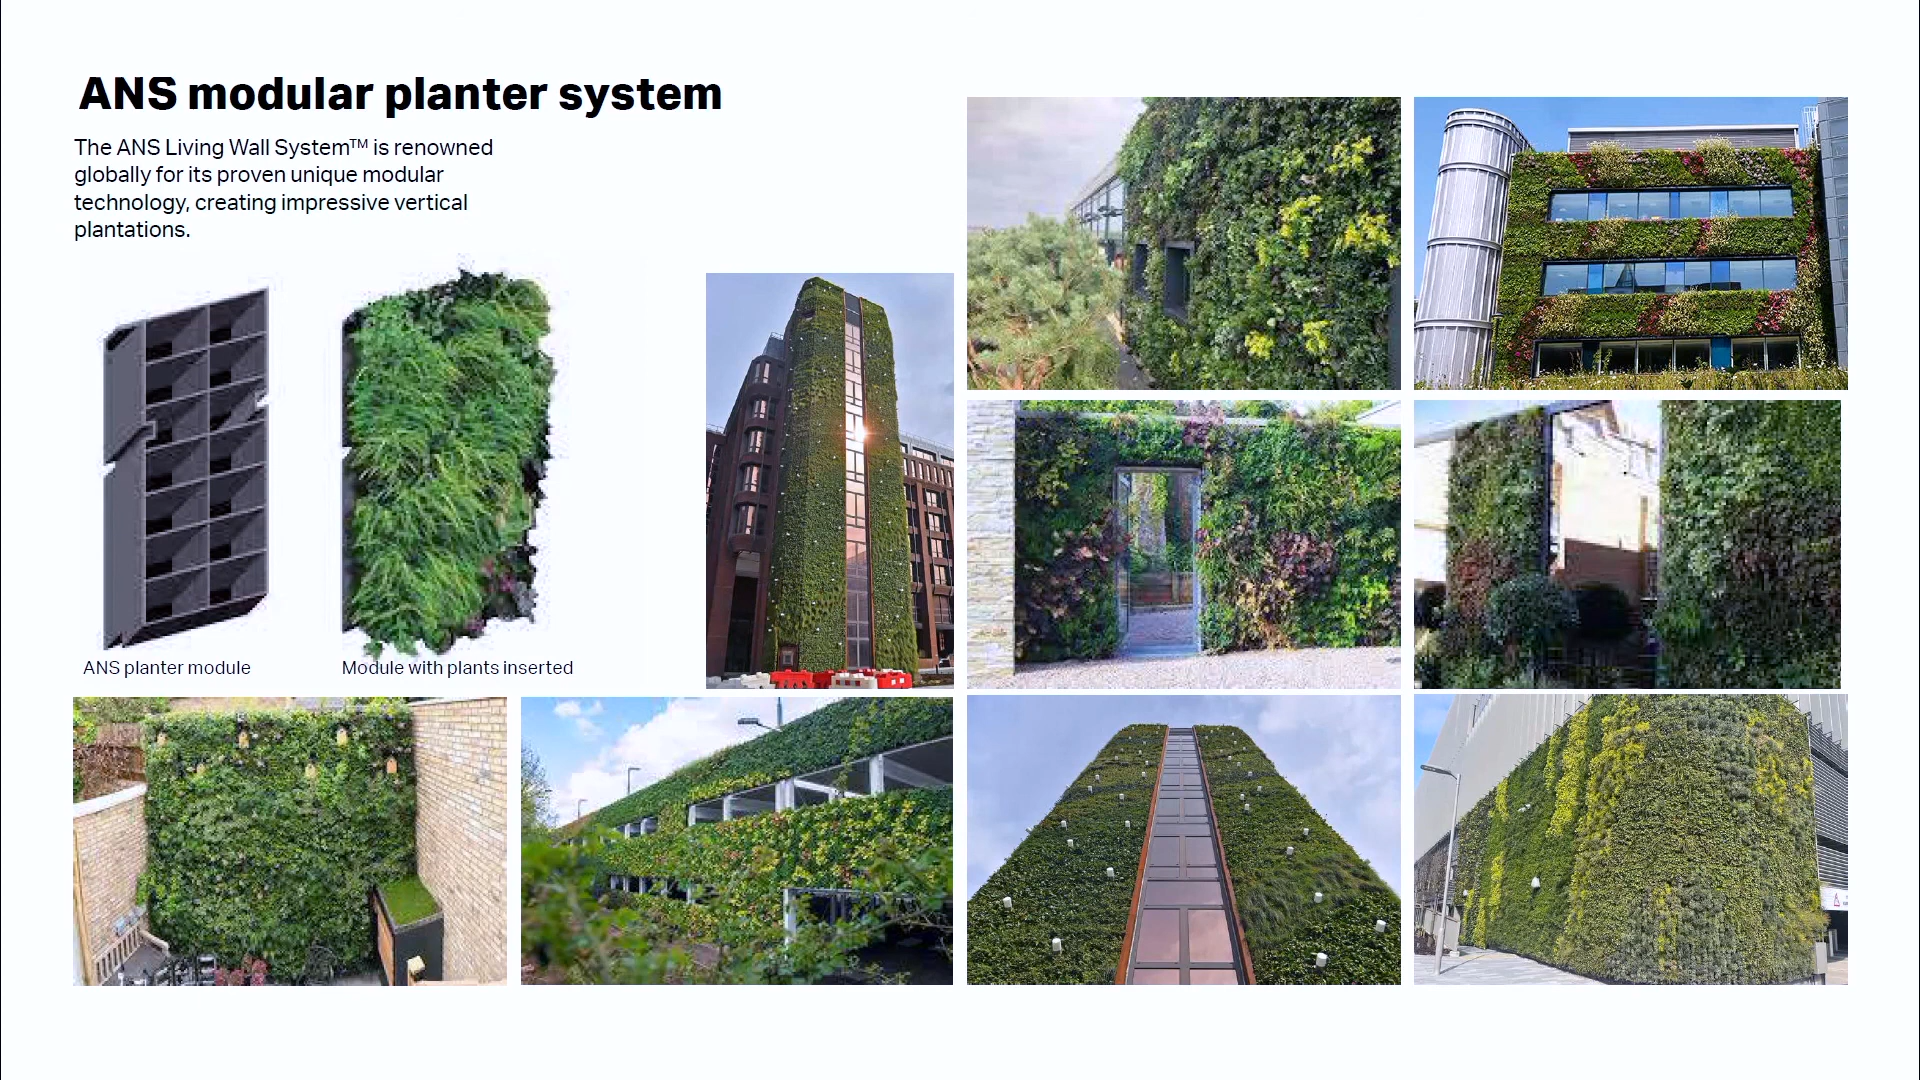 ANS modular planter system
The ANS Living Wall System™ is renowned
globally for its proven unique modular
technology, creating impressive vertical
plantations.
ANS planter module
Module with plants inserted